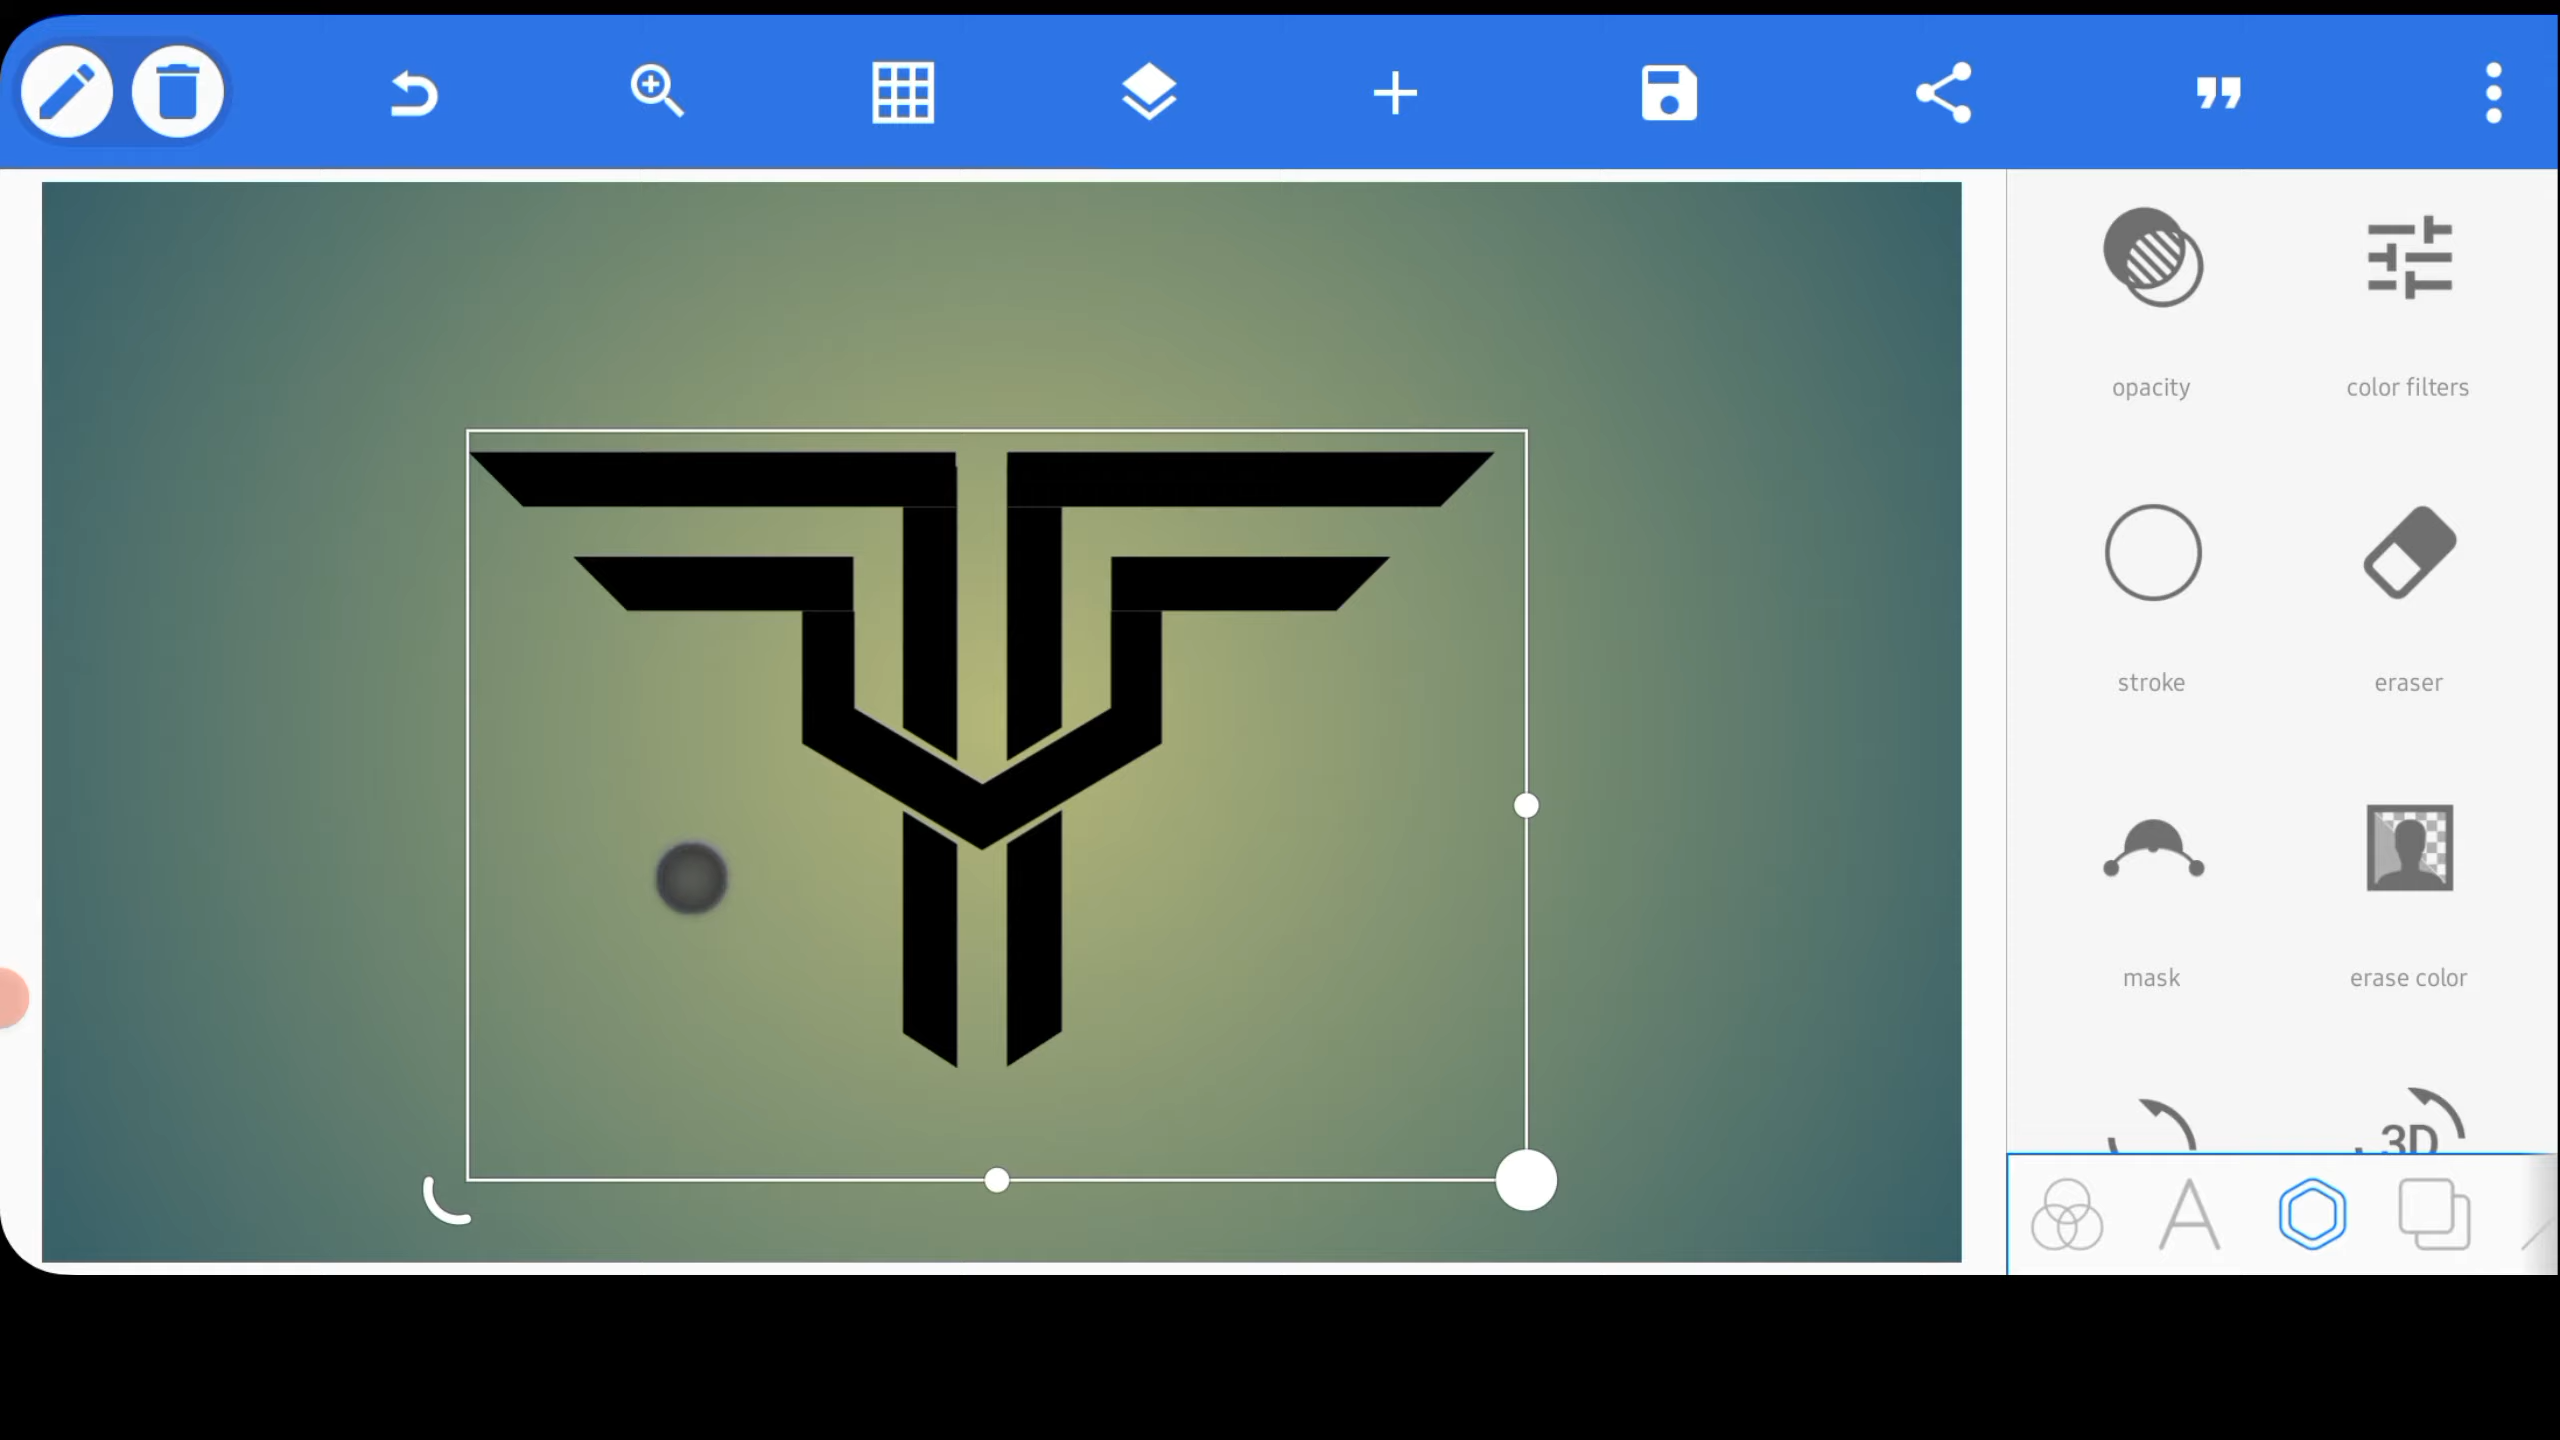 opacity
color filters
stroke
eraser
mask
erase color
3D
A